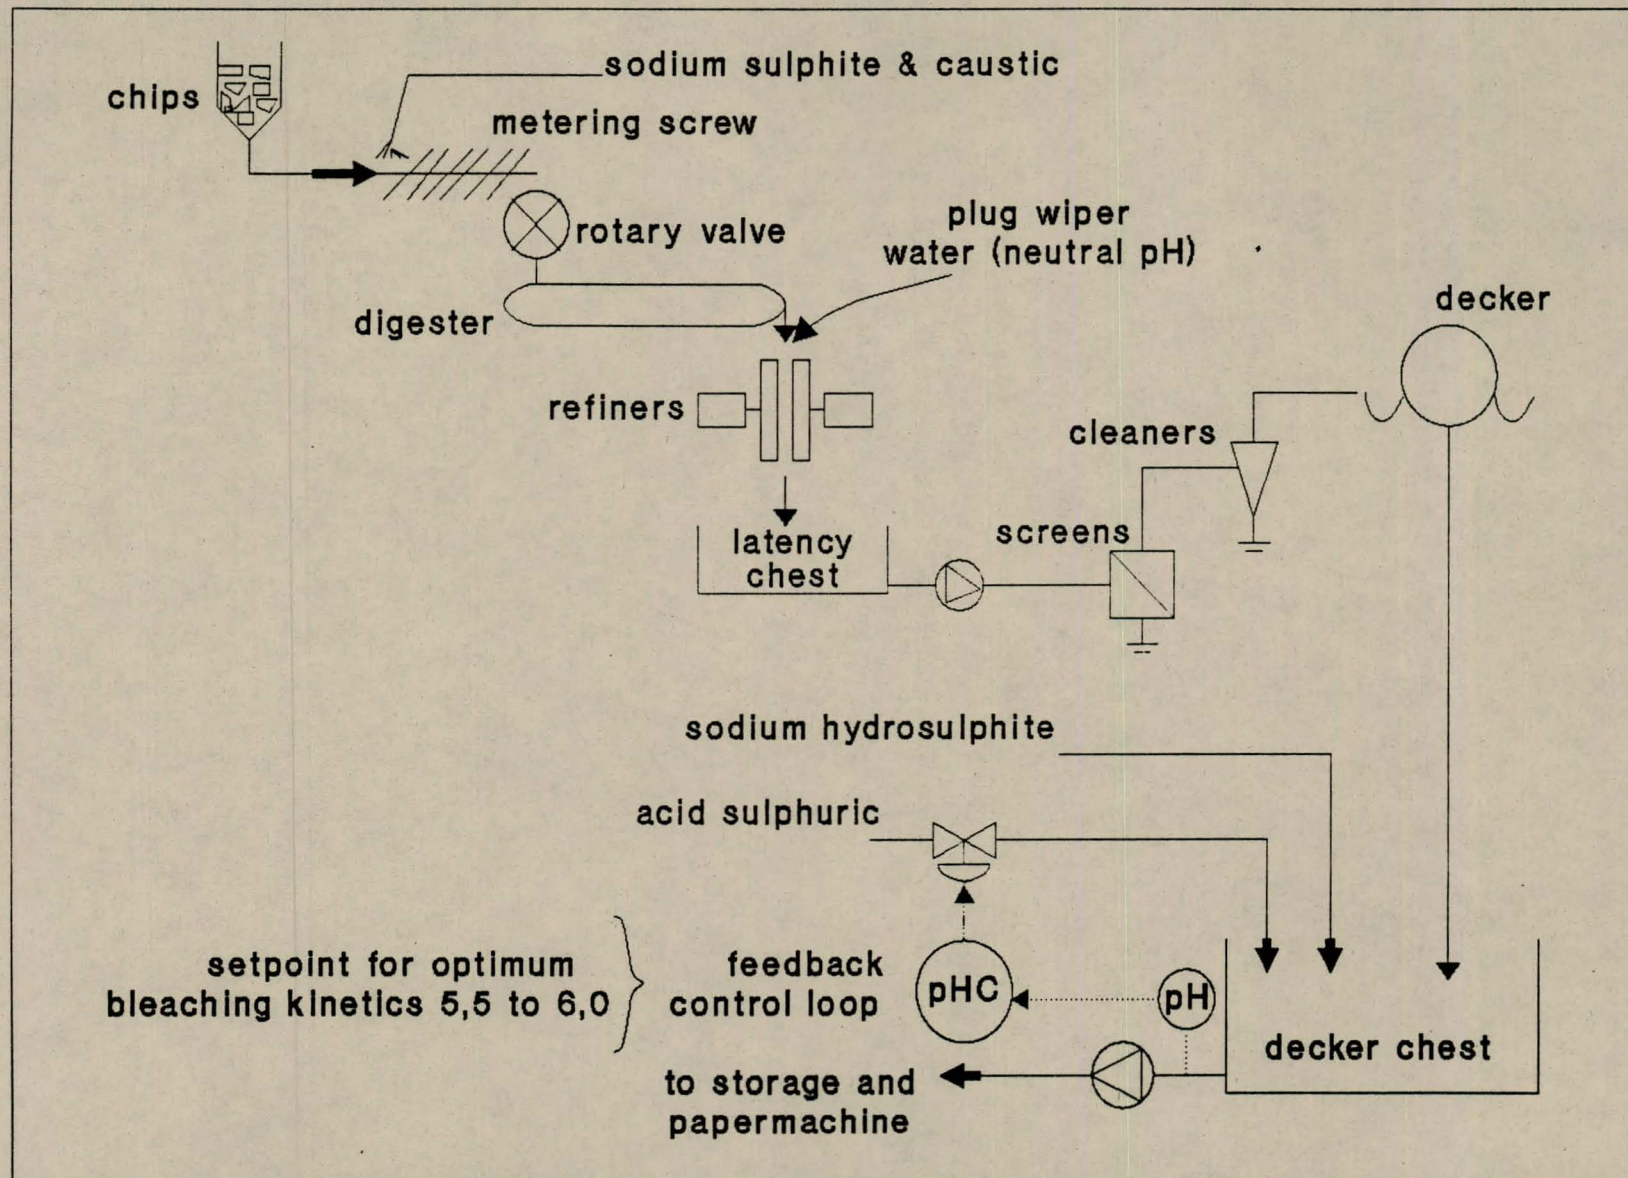 sodium sulphite & caustic
chips
metering screw
rotary valve
plug wiper
water (neutral pH)
digester
decker
refiners
cleaners
latency
chest
screens
sodium hydrosulphite
acid sulphuric
setpoint for optimum
bleaching kinetics 5,5 to 6,0
feedback
control loop
pHC
pH
decker chest
to storage and
papermachine